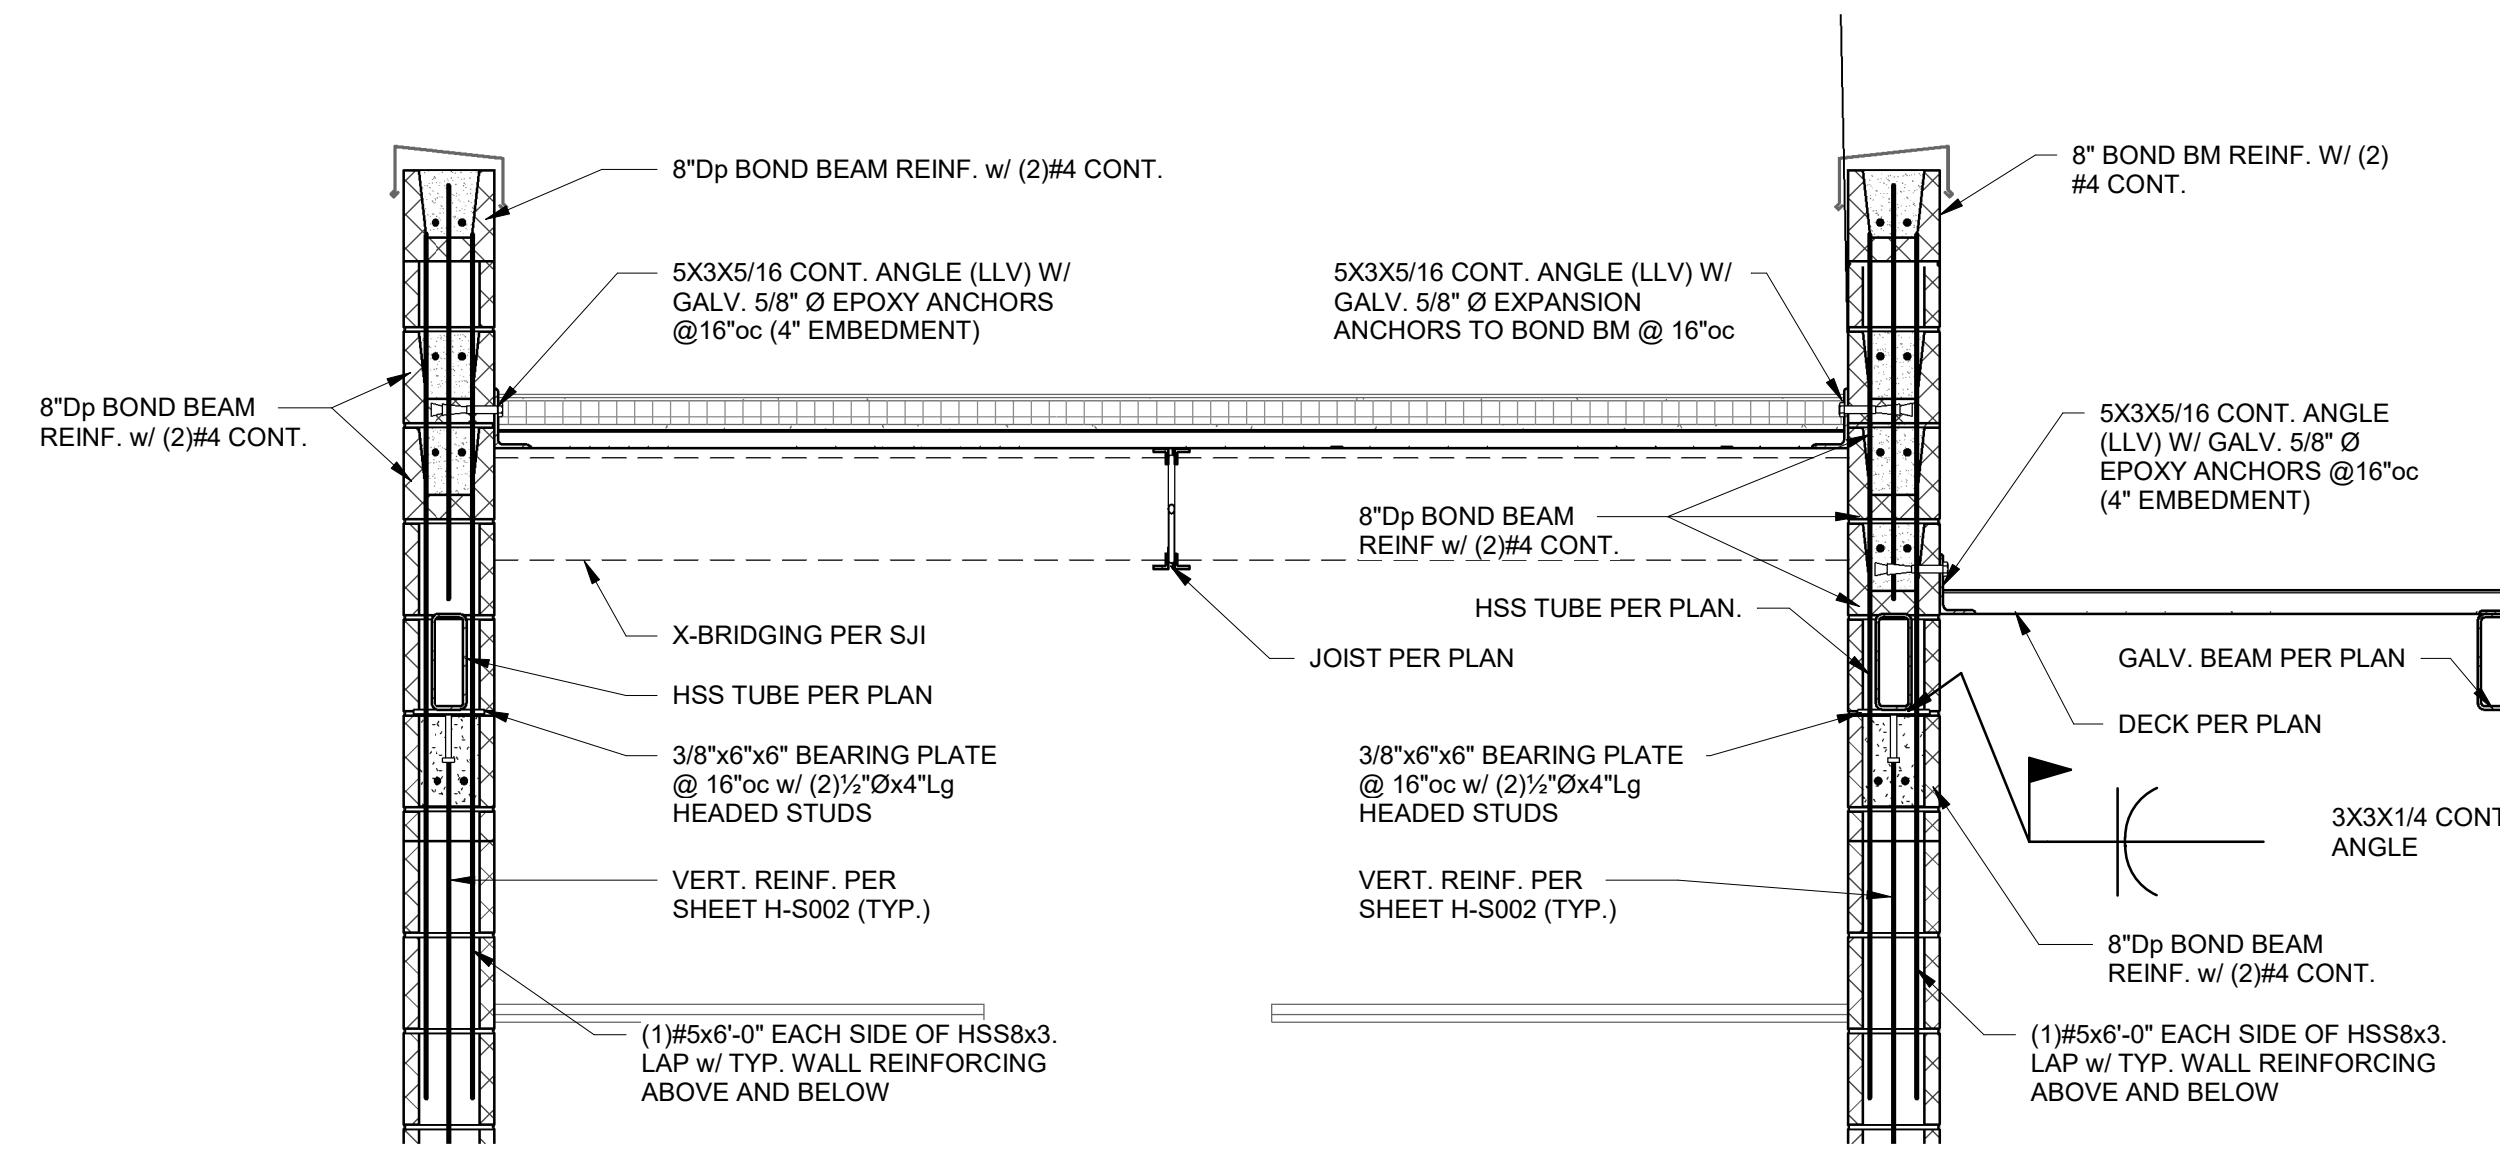 8"Dp BOND BEAM REINF. w/ (2)#4 CONT.
8" BOND BM REINF. W/ (2)
#4 CONT.
5X3X5/16 CONT. ANGLE (LLV) W/
GALV. 5/8" Ø EPOXY ANCHORS
@16"oc (4" EMBEDMENT)
5X3X5/16 CONT. ANGLE (LLV) W/
GALV. 5/8" Ø EXPANSION
ANCHORS TO BOND BM @ 16"oc
8"Dp BOND BEAM
REINF. w/ (2)#4 CONT.
5X3X5/16 CONT. ANGLE
(LLV) W/ GALV. 5/8" Ø
EPOXY ANCHORS @16"oc
(4" EMBEDMENT)
8"Dp BOND BEAM
REINF w/ (2)#4 CONT.
HSS TUBE PER PLAN.
X-BRIDGING PER SJI
JOIST PER PLAN
GALV. BEAM PER PLAN
HSS TUBE PER PLAN
DECK PER PLAN
3/8"x6"x6" BEARING PLATE
@ 16"oc w/ (2)½"Øx4"Lg
HEADED STUDS
3/8"x6"x6" BEARING PLATE
@ 16"oc w/ (2)½"Øx4"Lg
HEADED STUDS
3X3X1/4 CONT
ANGLE
VERT. REINF. PER
SHEET H-S002 (TYP.)
VERT. REINF. PER
SHEET H-S002 (TYP.)
8"Dp BOND BEAM
REINF. w/ (2)#4 CONT.
(1)#5x6'-0" EACH SIDE OF HSS8x3.
LAP w/ TYP. WALL REINFORCING
ABOVE AND BELOW
(1)#5x6'-0" EACH SIDE OF HSS8x3.
LAP w/ TYP. WALL REINFORCING
ABOVE AND BELOW